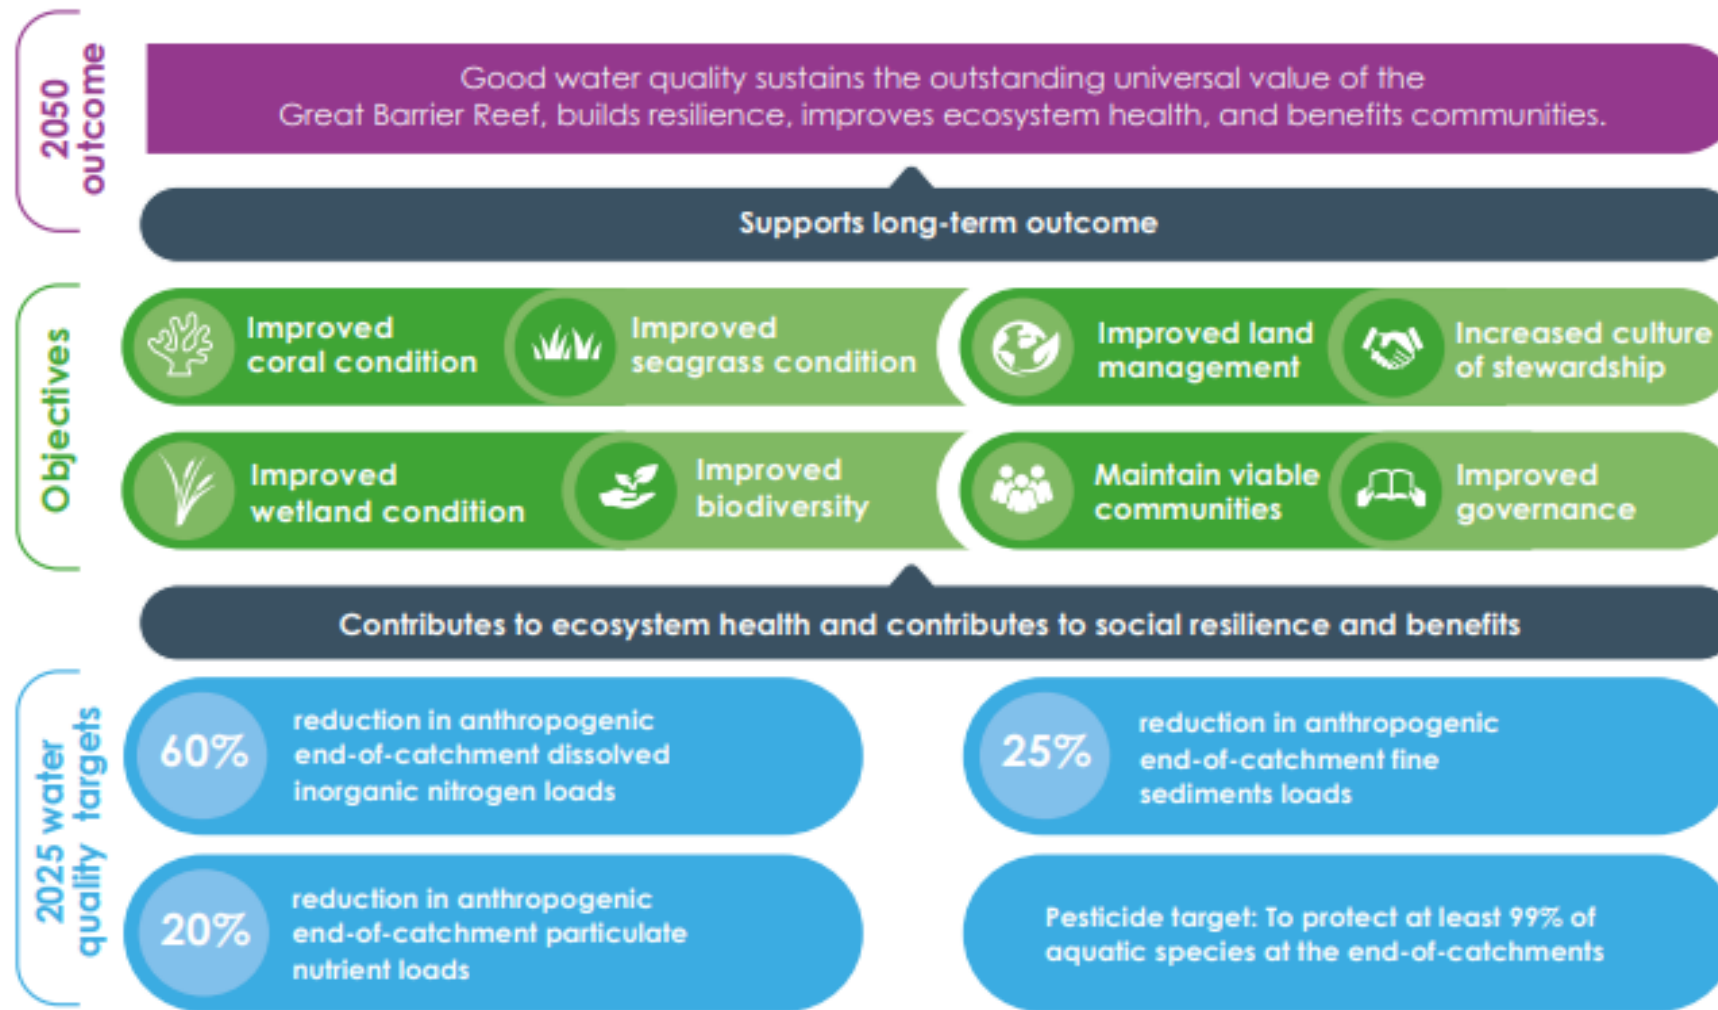 2050
outcome
Good water quality sustains the outstanding universal value of the
Great Barrier Reef, builds resilience, improves ecosystem health, and benefits communities.
Supports long-term outcome
Objectives
Improved
coral condition
Improved
seagrass condition
Improved land
management
Increased culture
of stewardship
Improved
wetland condition
Improved
biodiversity
Maintain viable
communities
Improved
governance
Contributes to ecosystem health and contributes to social resilience and benefits
2025 water
quality targets
60%
reduction in anthropogenic
end-of-catchment dissolved
inorganic nitrogen loads
25%
reduction in anthropogenic
end-of-catchment fine
sediments loads
20%
reduction in anthropogenic
end-of-catchment particulate
nutrient loads
Pesticide target: To protect at least 99% of
aquatic species at the end-of-catchments